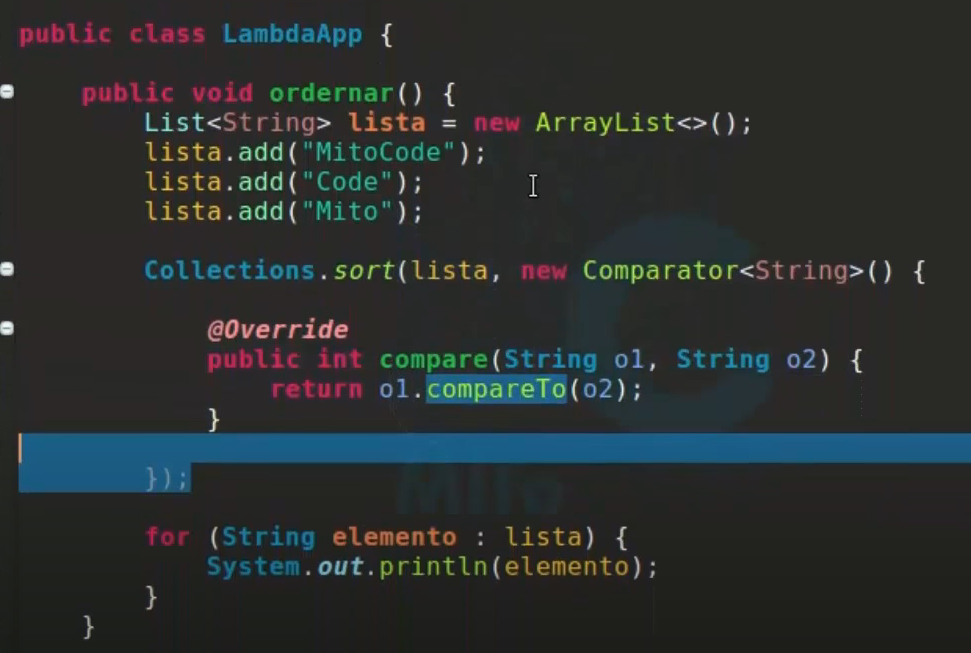 public class LambdaApp {
public void ordernar() {
List<String> lista = new ArrayList<>();
lista.add("MitoCode");
lista.add("Code");
lista.add("Mito");
Collections.sort(lista, new Comparator<String>() {
@Override
public int compare(String o1, String o2) {
return o1.compareTo(o2);
}
});
for (String elemento : lista) {
System.out.println(elemento);
}
}
Mito